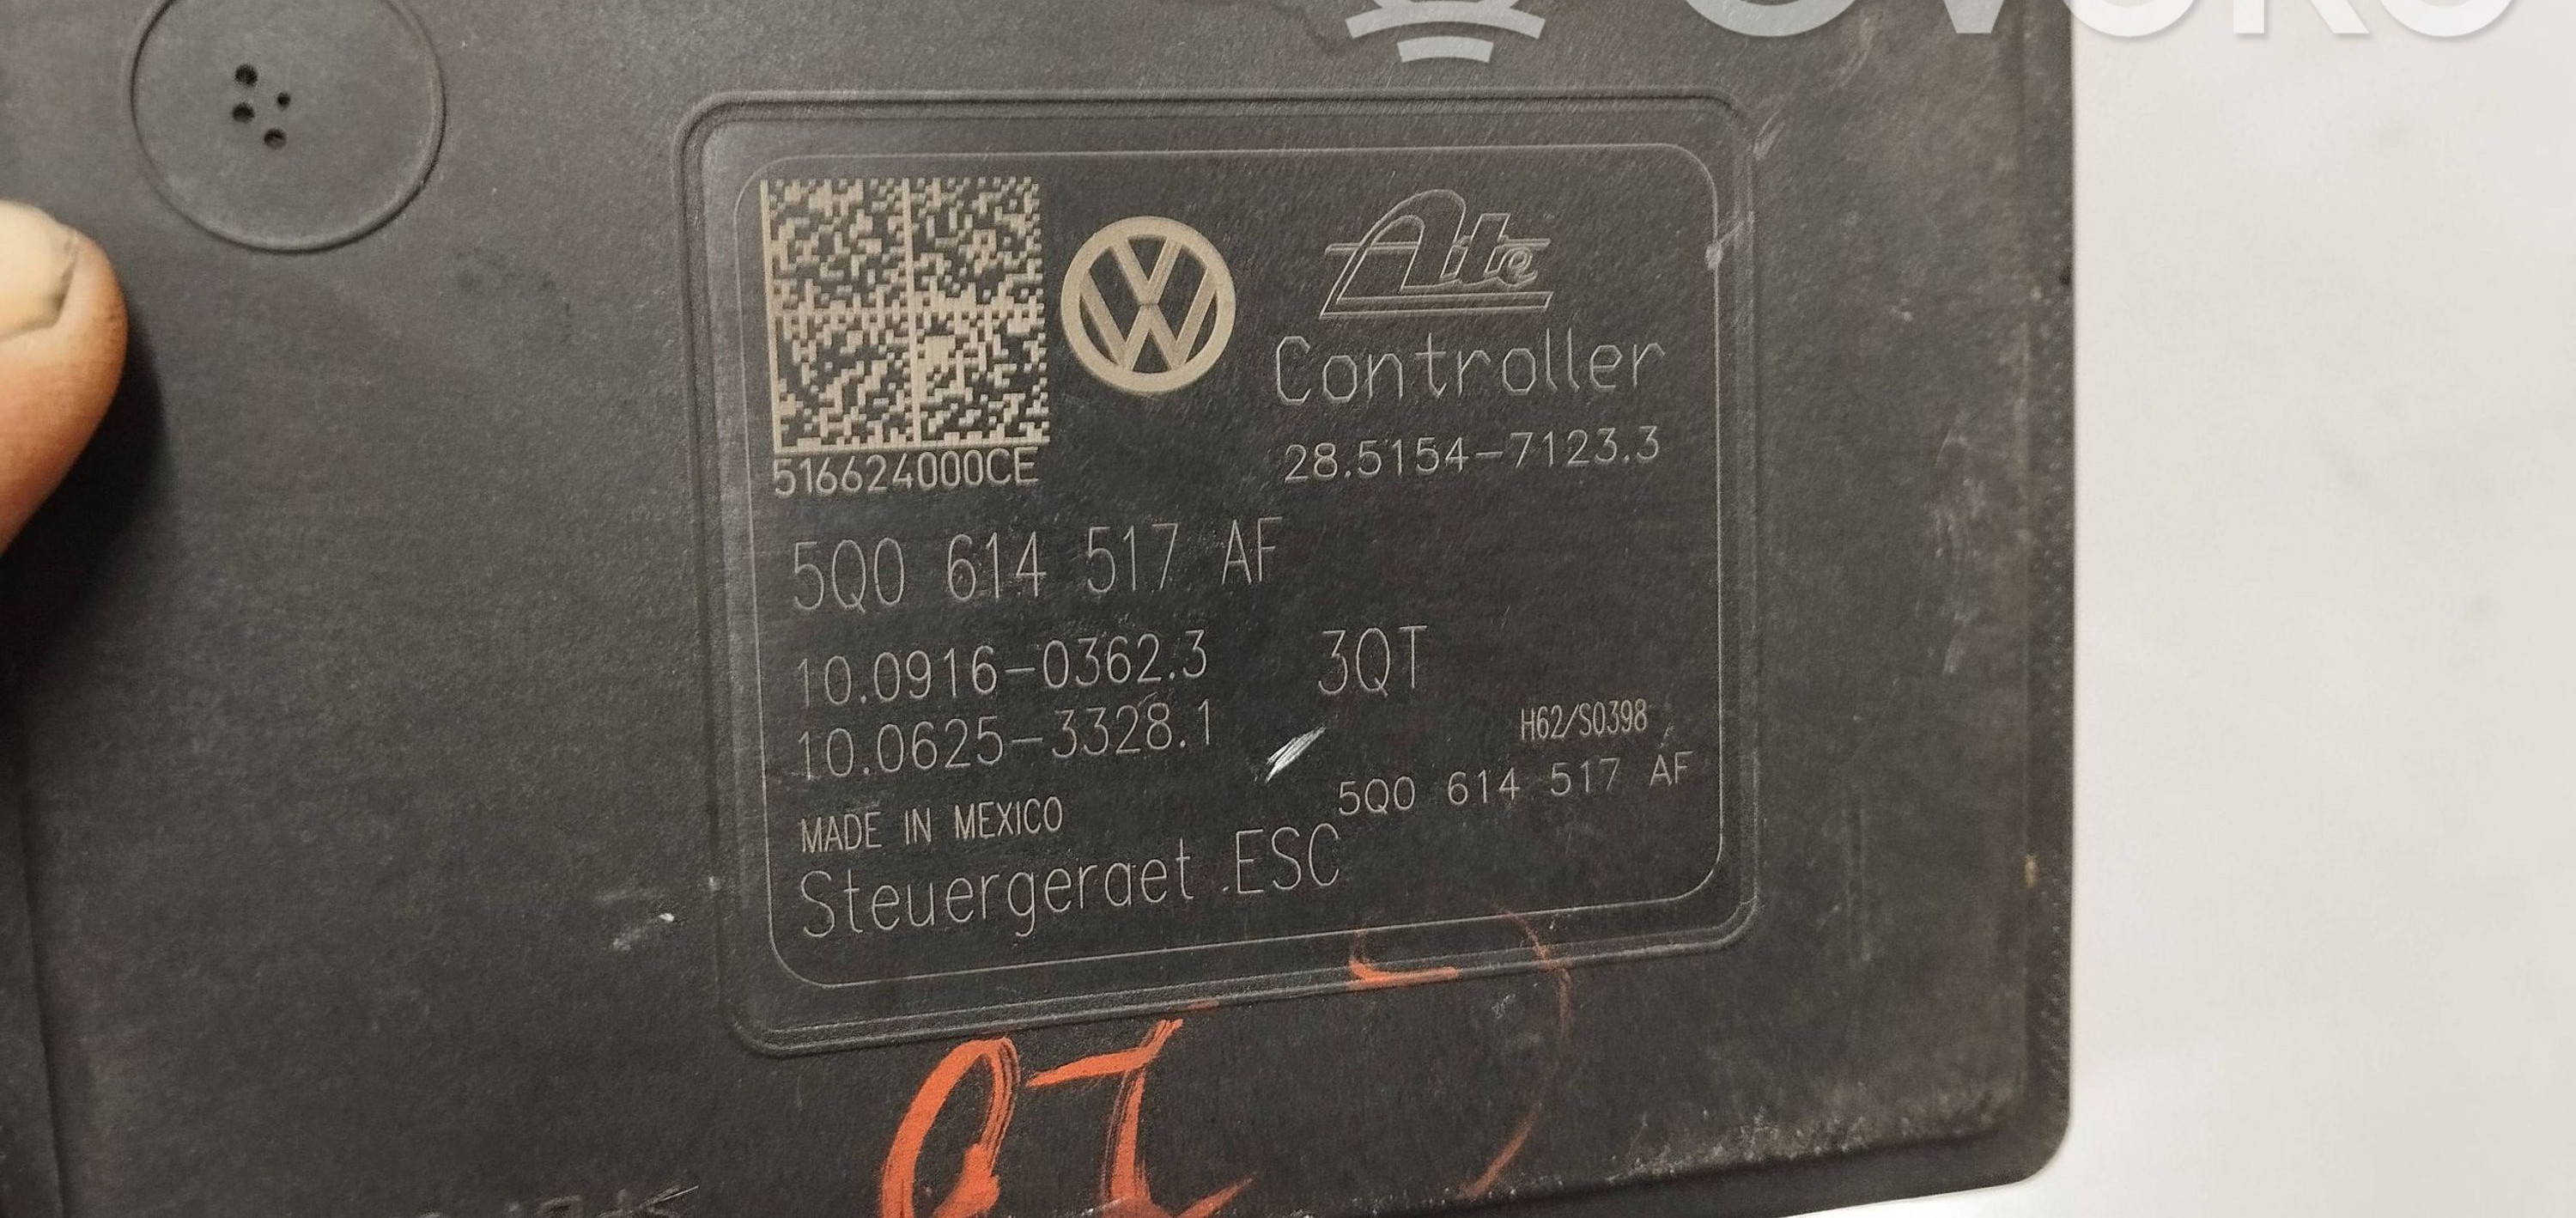 Ate
Controller
28.5154-7123.3
516624000CE
5Q0 614 517 AF
10.0916-0362.3 3QT
10.0625-3328.1
H62/S0398
MADE IN MEXICO
5Q0 614 517 AF
Steuergeraet ESC